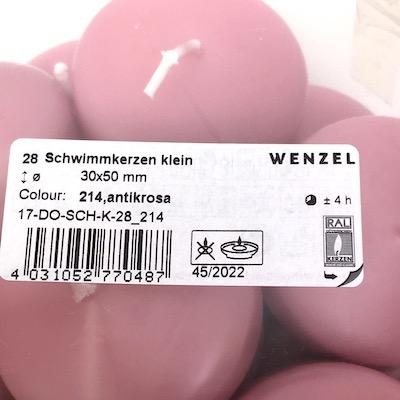 28 Schwimmkerzen klein
WENZEL
↕ ø 30x50 mm
Colour: 214,antikrosa
± 4 h
17-DO-SCH-K-28_214
RAL
KERZEN
4 031052 770487
45/2022